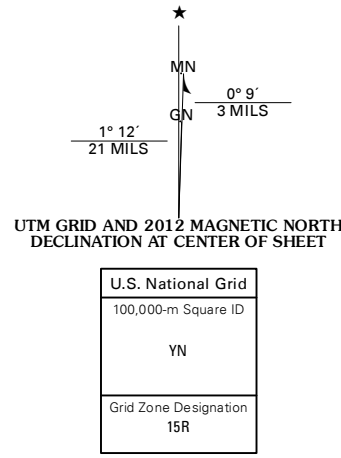 ★
MN
GN
0° 9´
3 MILS
1° 12´
21 MILS
UTM GRID AND 2012 MAGNETIC NORTH
DECLINATION AT CENTER OF SHEET
U.S. National Grid
100,000-m Square ID
YN
Grid Zone Designation
15R